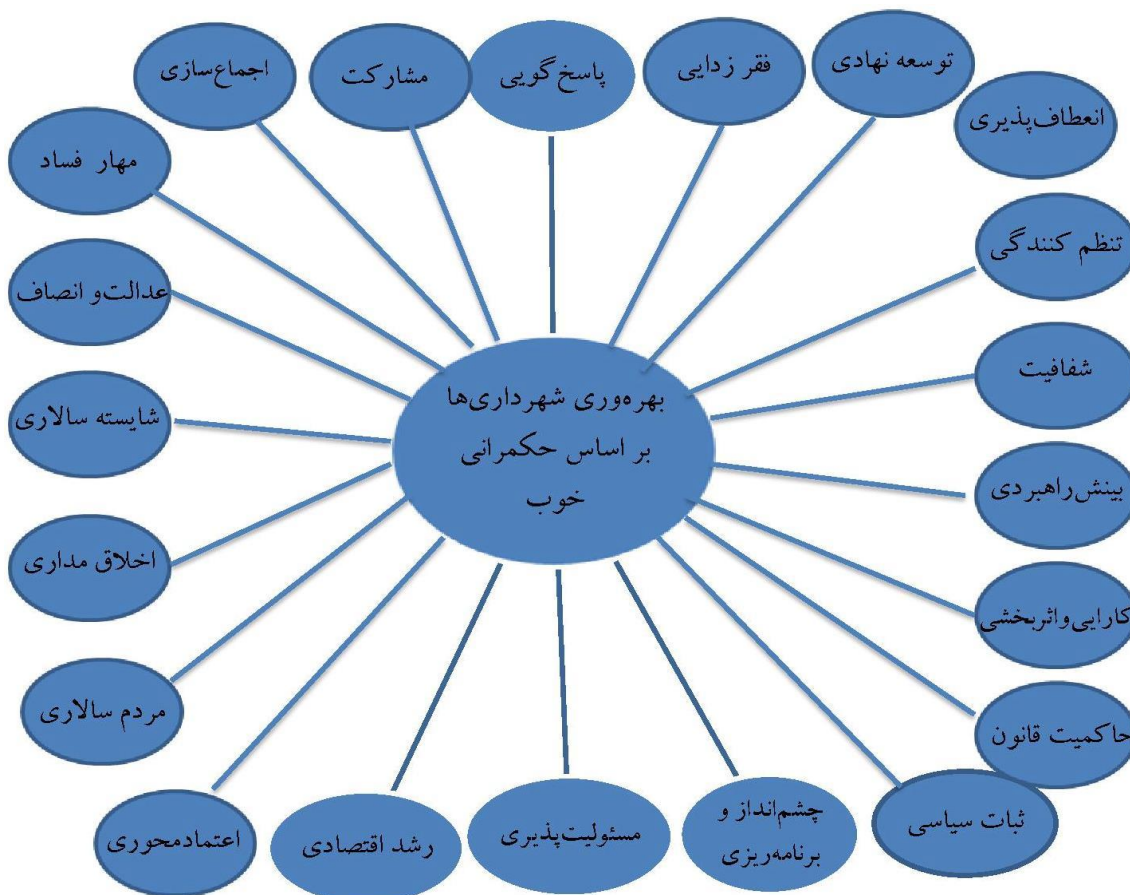 توسعه نهادی
فقر زدایی
پاسخ‌گویی
مشارکت
اجماع‌سازی
انعطاف‌پذیری
مهار فساد
تنظم کنندگی
عدالت و انصاف
شفافیت
بهره‌وری شهرداری‌ها
بر اساس حکمرانی
خوب
شایسته سالاری
بینش راهبردی
اخلاق مداری
کارایی و اثربخشی
مردم سالاری
حاکمیت قانون
ثبات سیاسی
چشم‌انداز و
برنامه‌ریزی
مسئولیت‌پذیری
رشد اقتصادی
اعتمادمحوری